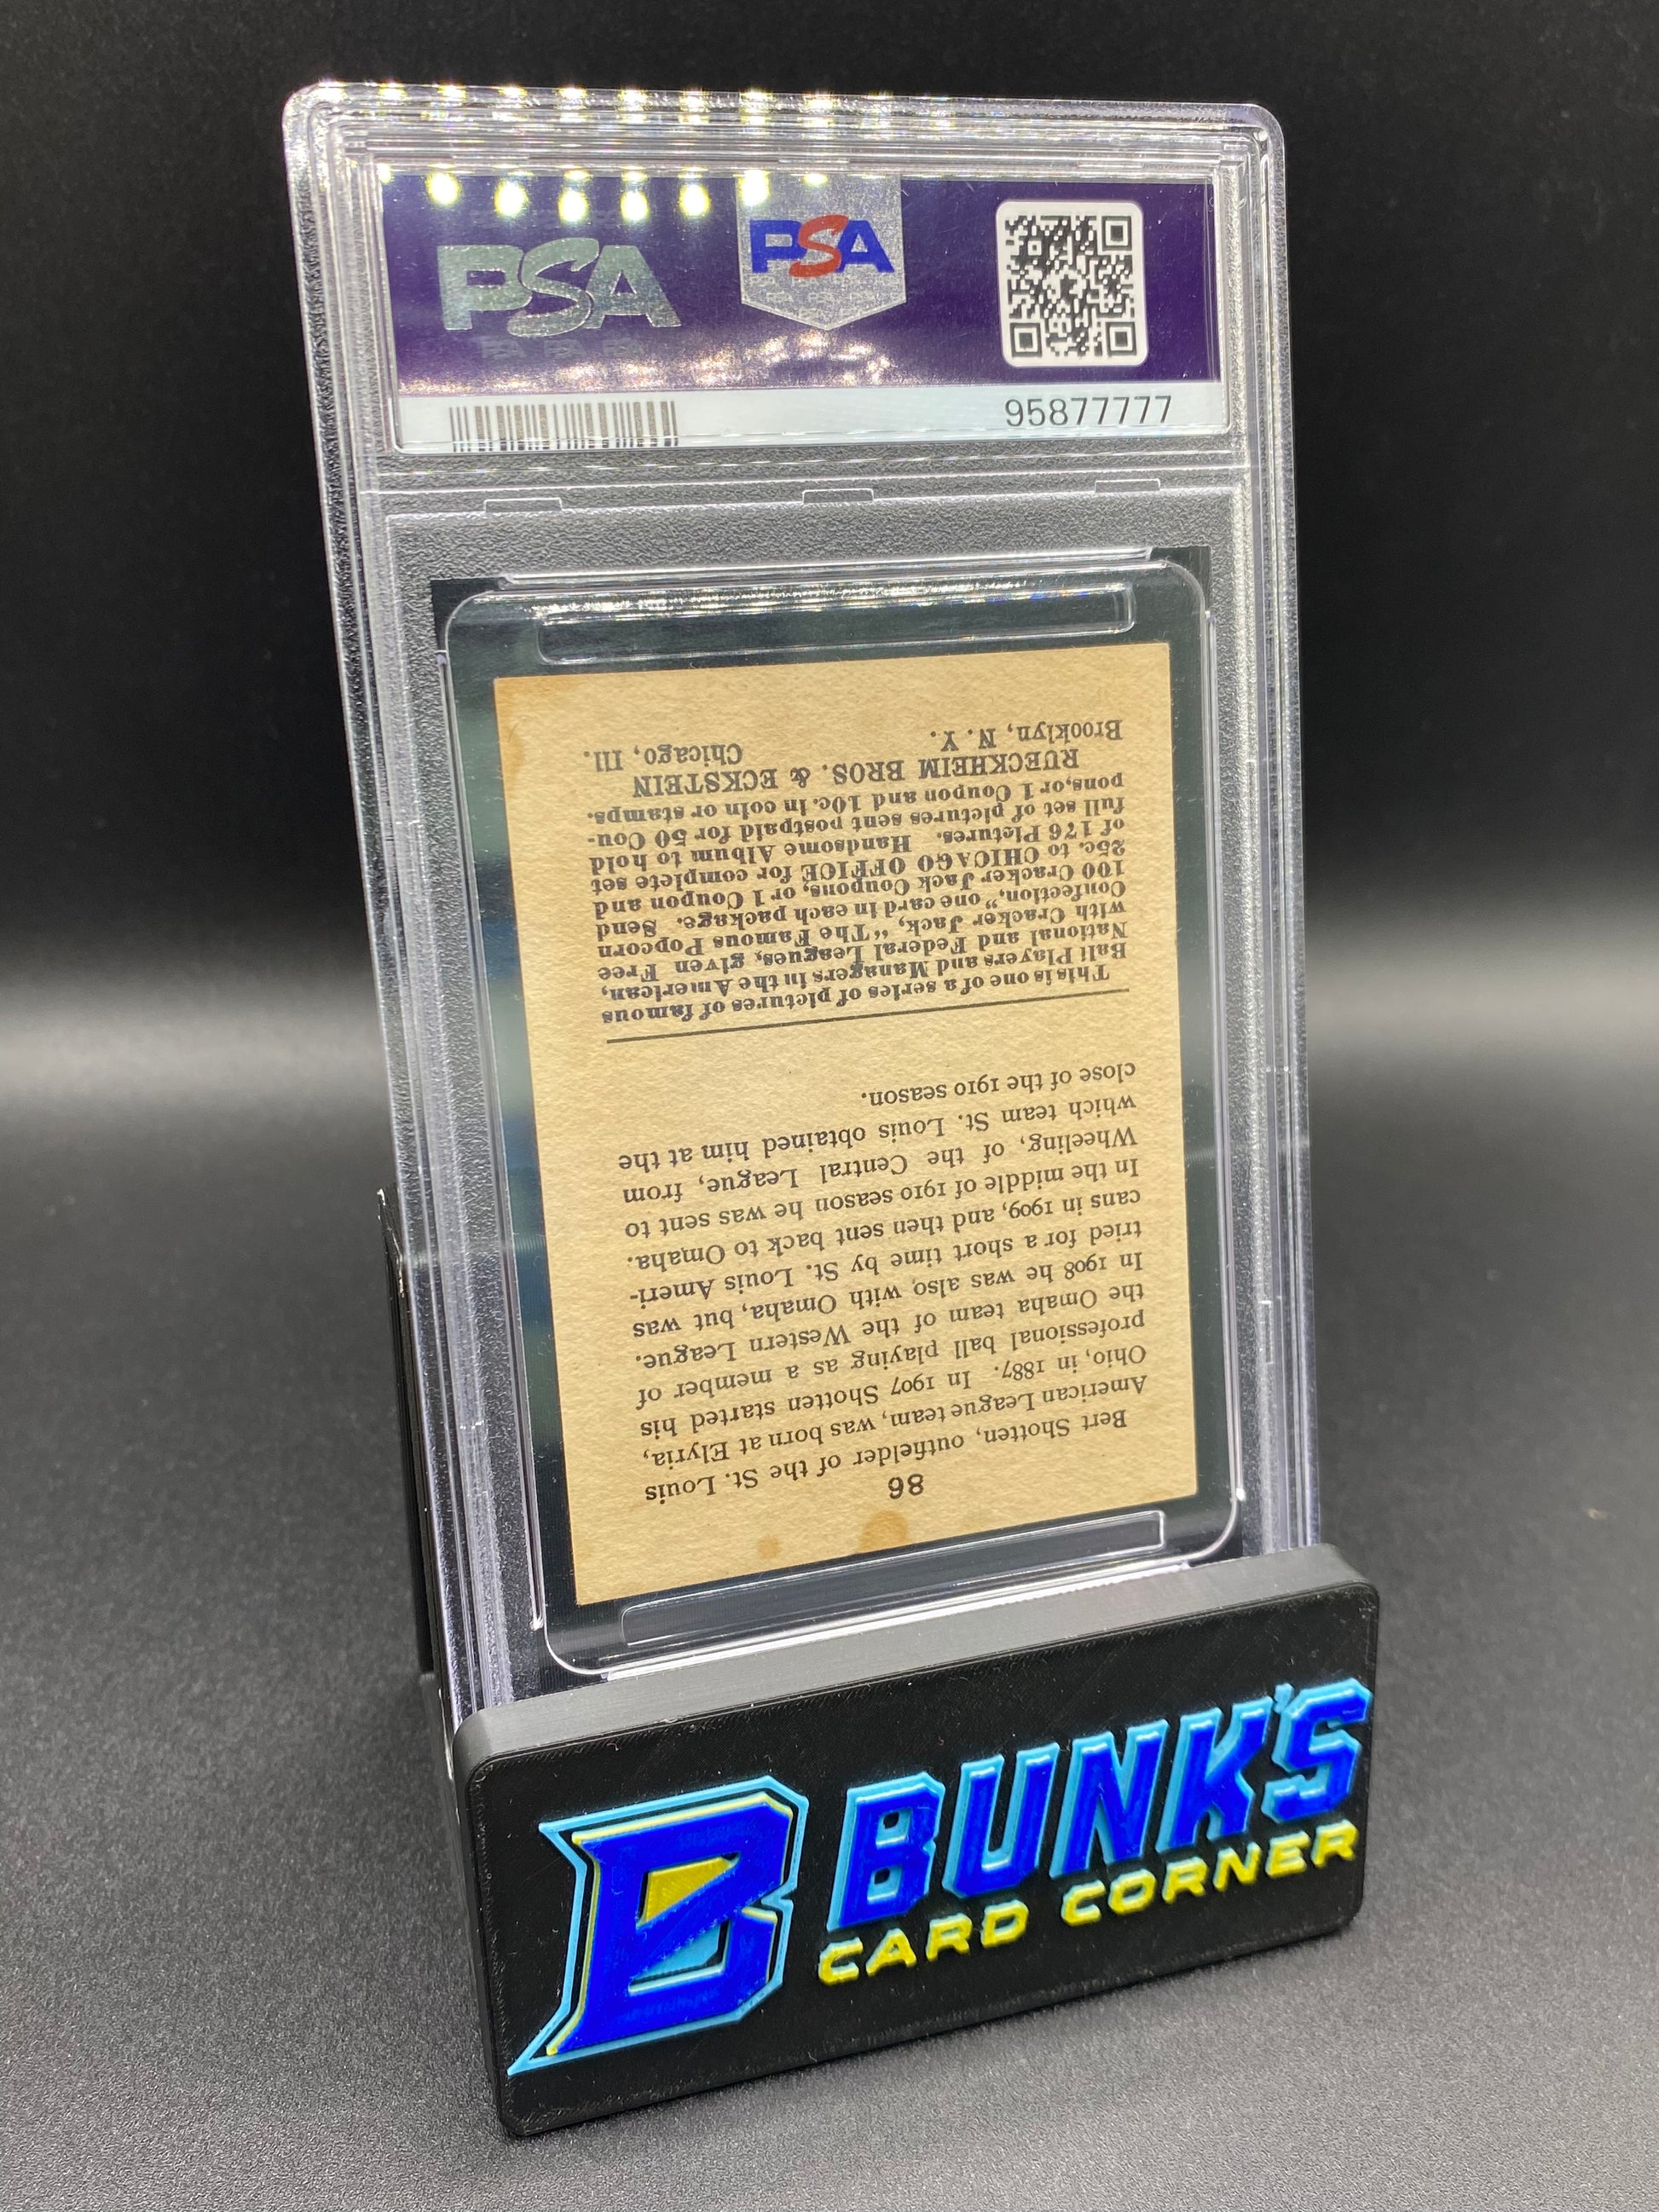 PSA
PSA
95877777
86
Bert Shotten, outfielder of the St. Louis
American League team, was born at Elyria,
Ohio, in 1887. In 1907 Shotten started his
professional ball playing as a member of
the Omaha team of the Western League.
In 1908 he was also with Omaha, but was
tried for a short time by St. Louis Ameri-
cans in 1909, and then sent back to Omaha.
In the middle of 1910 season he was sent to
Wheeling, of the Central League, from
which team St. Louis obtained him at the
close of the 1910 season.
This is one of a series of pictures of famous
Ball Players and Managers in the American,
National and Federal Leagues, given Free
with Cracker Jack, "The Famous Popcorn
Confection," one card in each package. Send
100 Cracker Jack Coupons, or 1 Coupon and
25c. to CHICAGO OFFICE for complete set
of 176 Pictures. Handsome Album to hold
full set of pictures sent postpaid for 50 Cou-
pons, or 1 Coupon and 10c. in coin or stamps.
RUECKHEIM BROS. & ECKSTEIN
Brooklyn, N. Y. Chicago, Ill.
B BUNK'S
CARD CORNER